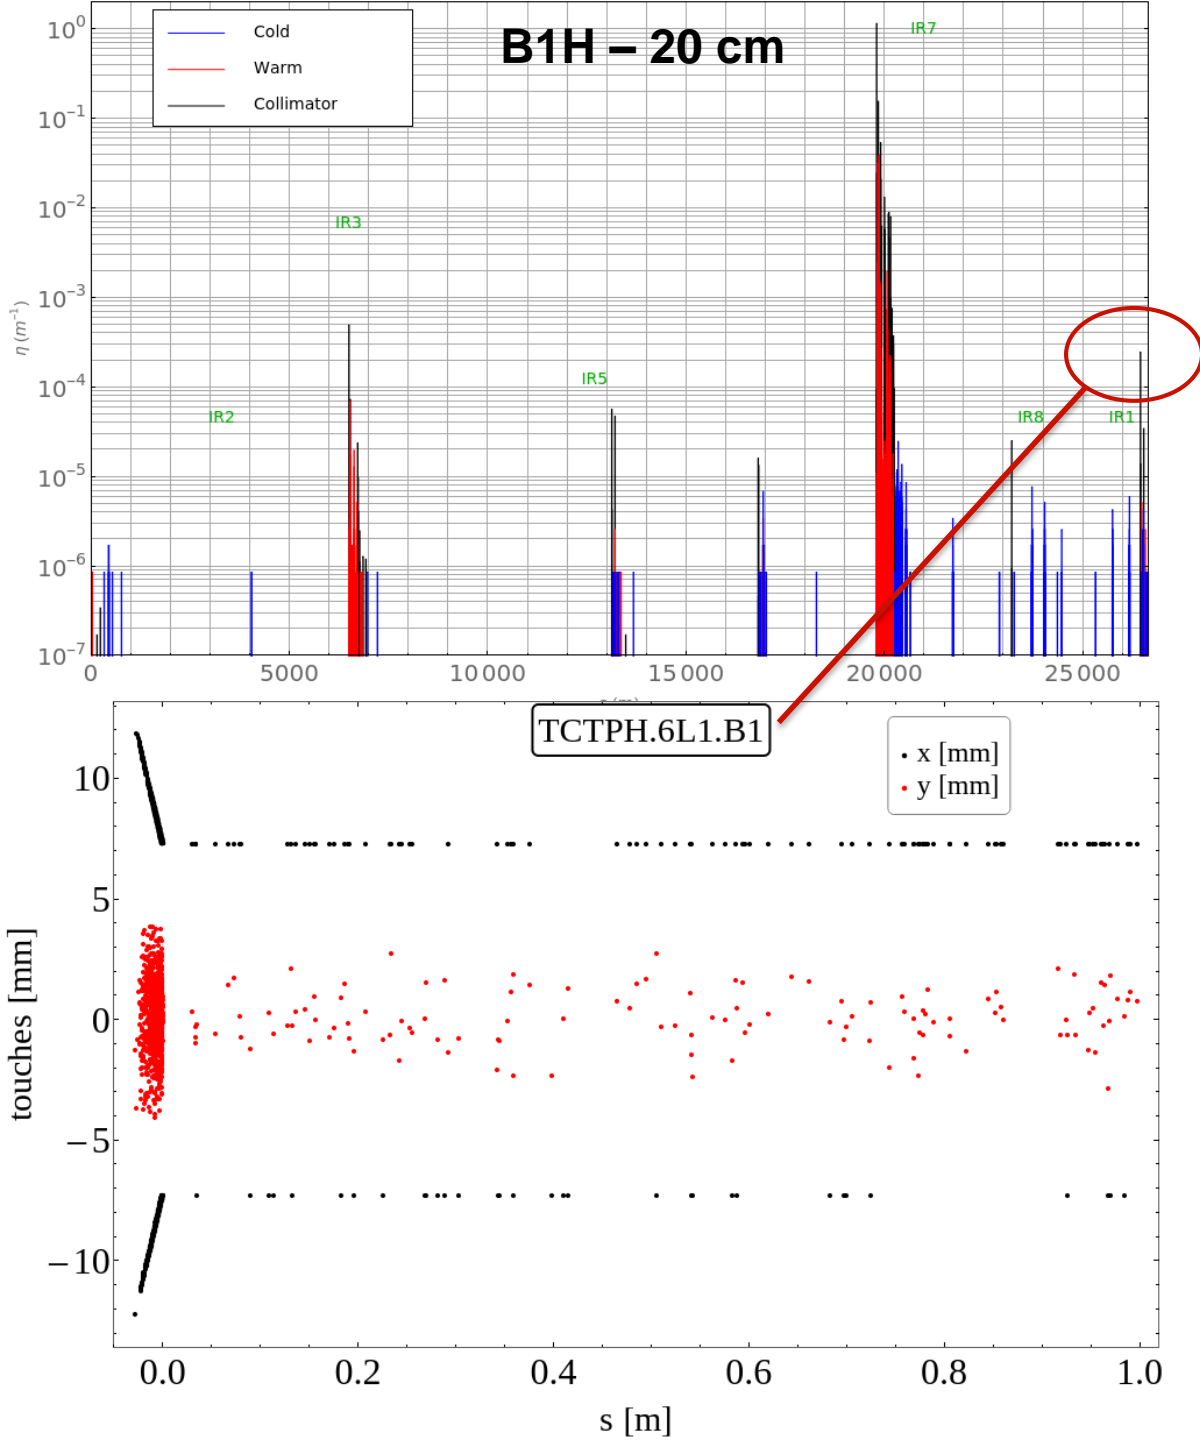 B1H – 20 cm
Cold
Warm
Collimator
IR7
IR3
IR5
IR2
IR8
IR1
η (m⁻¹)
10⁰
10⁻¹
10⁻²
10⁻³
10⁻⁴
10⁻⁵
10⁻⁶
10⁻⁷
0 5000 10000 15000 20000 25000
TCTPH.6L1.B1
x [mm]
y [mm]
touches [mm]
10
5
0
−5
−10
0.0 0.2 0.4 0.6 0.8 1.0
s [m]